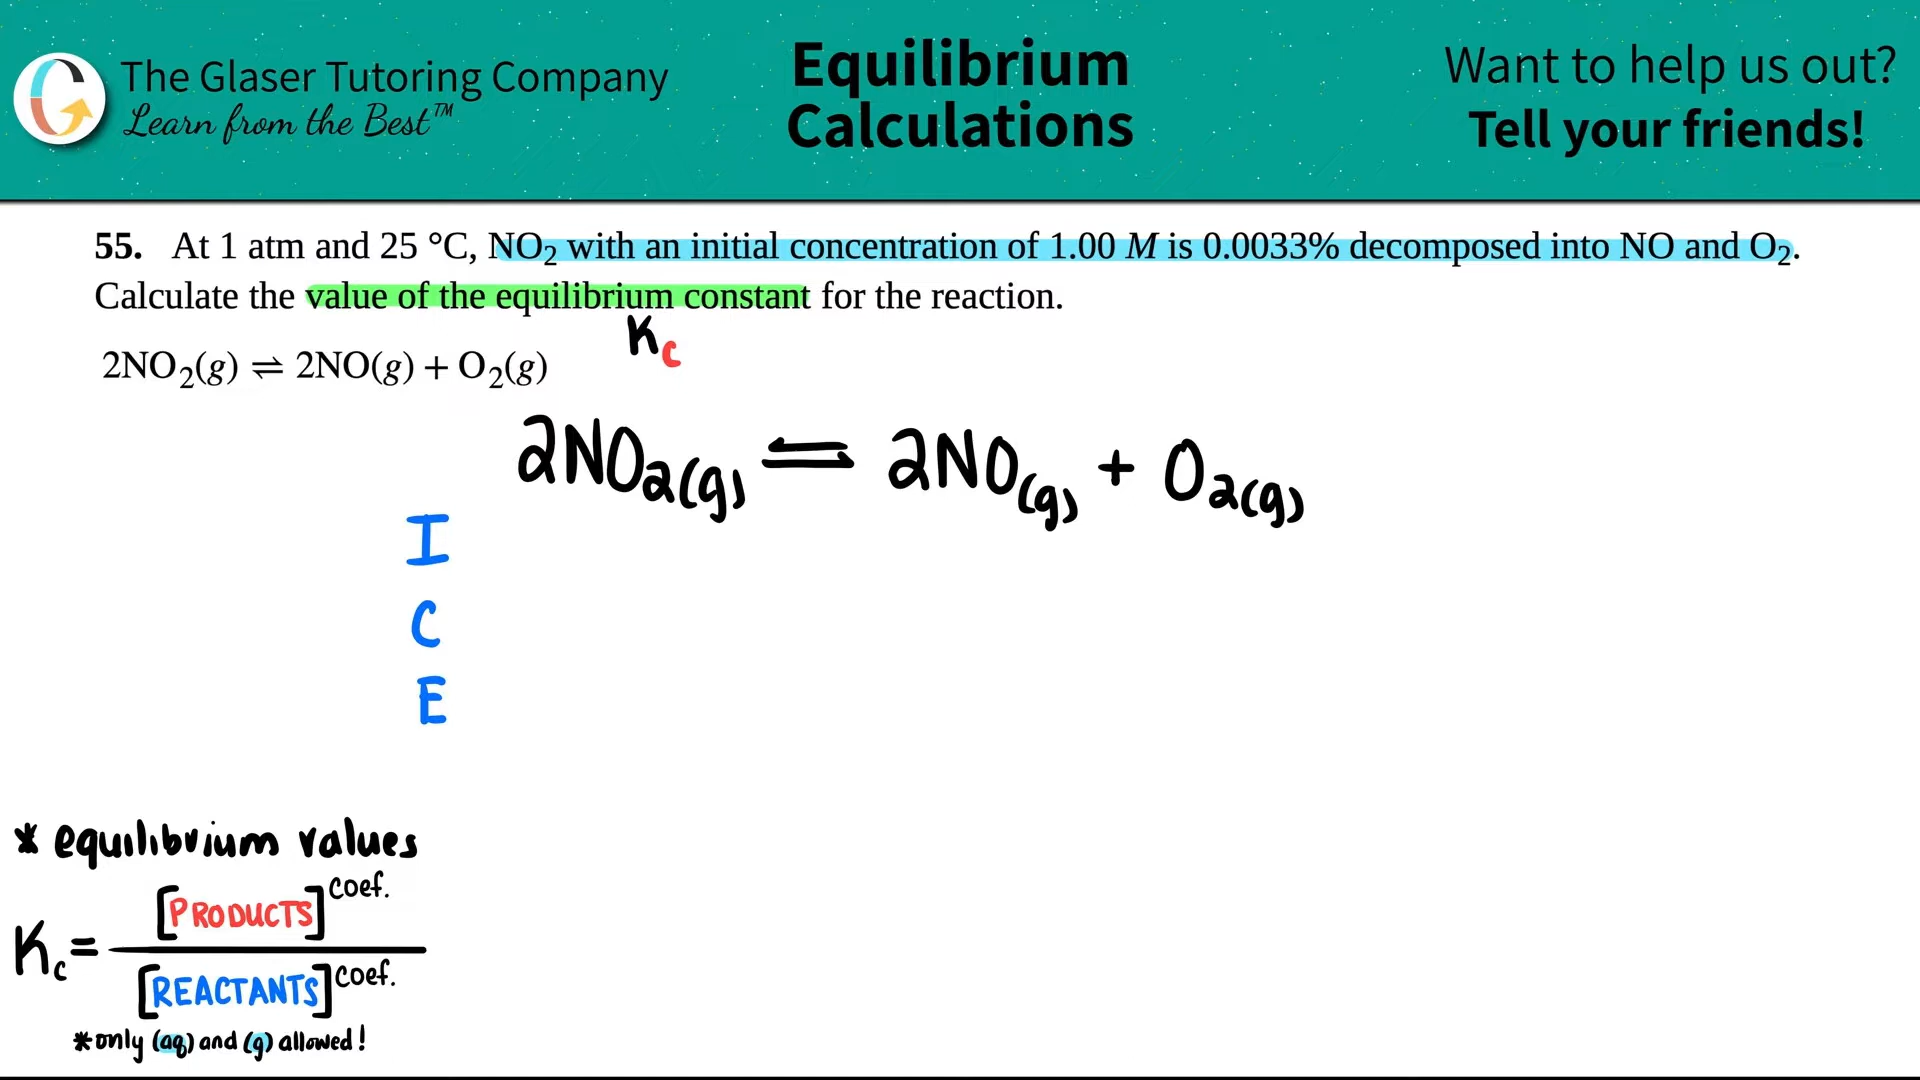 The Glaser Tutoring Company
Learn from the Best™
Equilibrium
Calculations
Want to help us out?
Tell your friends!
55. At 1 atm and 25 °C, NO₂ with an initial concentration of 1.00 M is 0.0033% decomposed into NO and O₂.
Calculate the value of the equilibrium constant for the reaction.
Kc
2NO₂(g) ⇌ 2NO(g) + O₂(g)
2NO₂(g) ⇌ 2NO(g) + O₂(g)
I
C
E
* equilibrium values
Kc = [PRODUCTS]^coef. / [REACTANTS]^coef.
*only (aq) and (g) allowed!